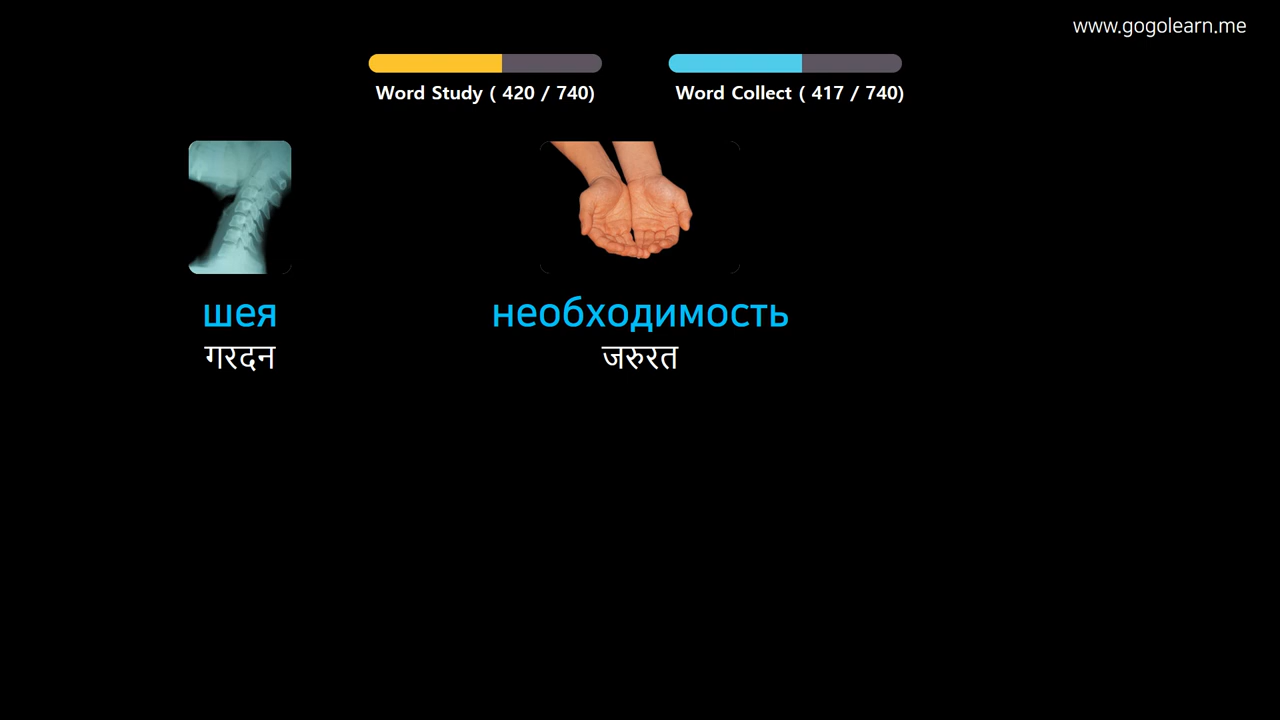 www.gogolearn.me
Word Study ( 420 / 740)
Word Collect ( 417 / 740)
шея
गरदन
необходимость
जरुरत